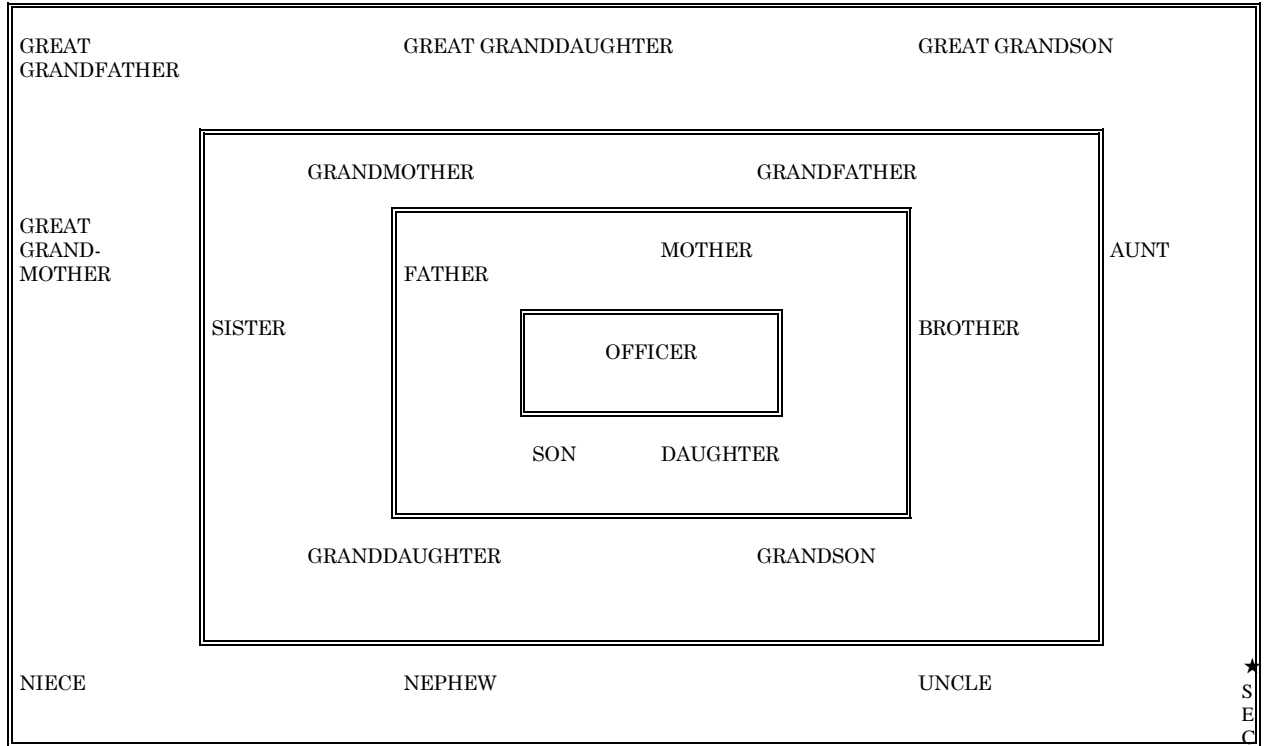 GREAT GREAT GRANDDAUGHTER GREAT GRANDSON
GRANDFATHER
GRANDMOTHER GRANDFATHER
GREAT
GRAND- MOTHER AUNT
MOTHER FATHER
SISTER BROTHER
OFFICER
SON DAUGHTER
GRANDDAUGHTER GRANDSON
NIECE NEPHEW UNCLE
★
S
E
C